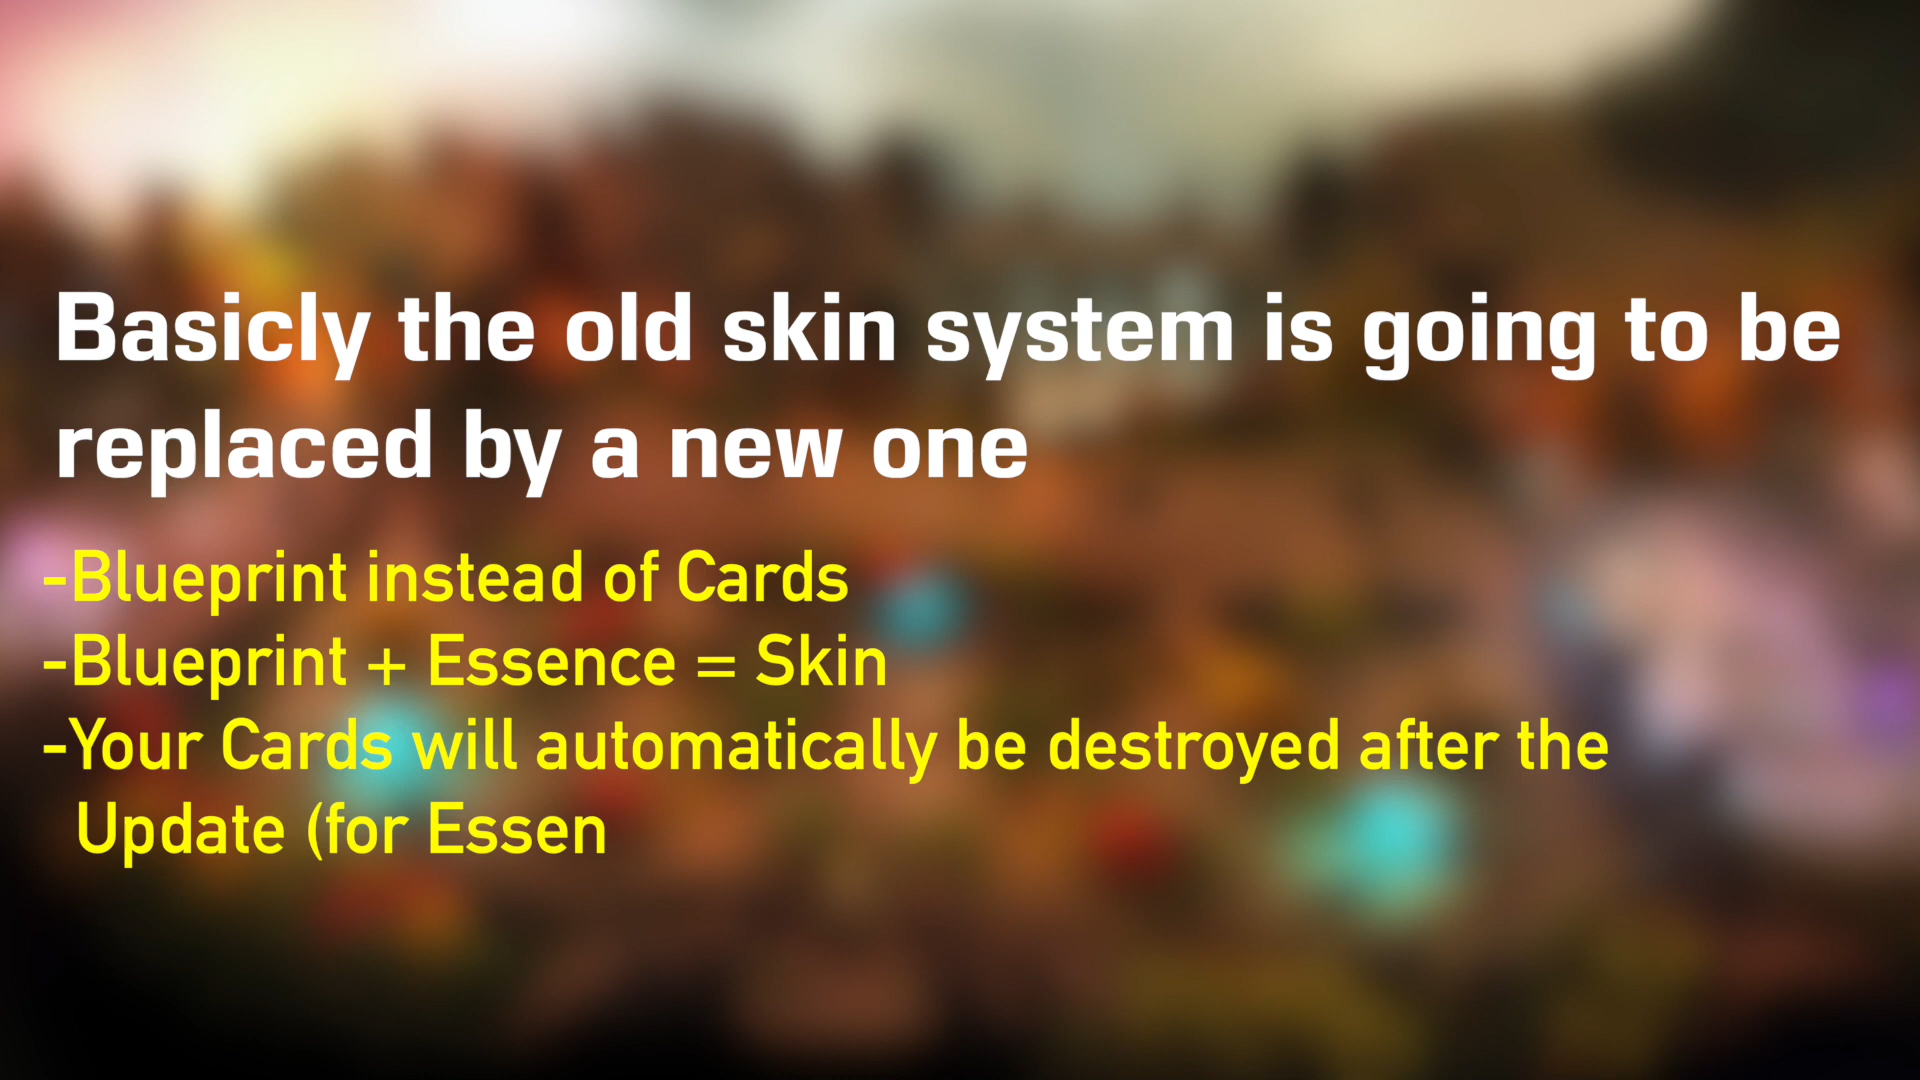 Basicly the old skin system is going to be
replaced by a new one
-Blueprint instead of Cards
-Blueprint + Essence = Skin
-Your Cards will automatically be destroyed after the
Update (for Essen